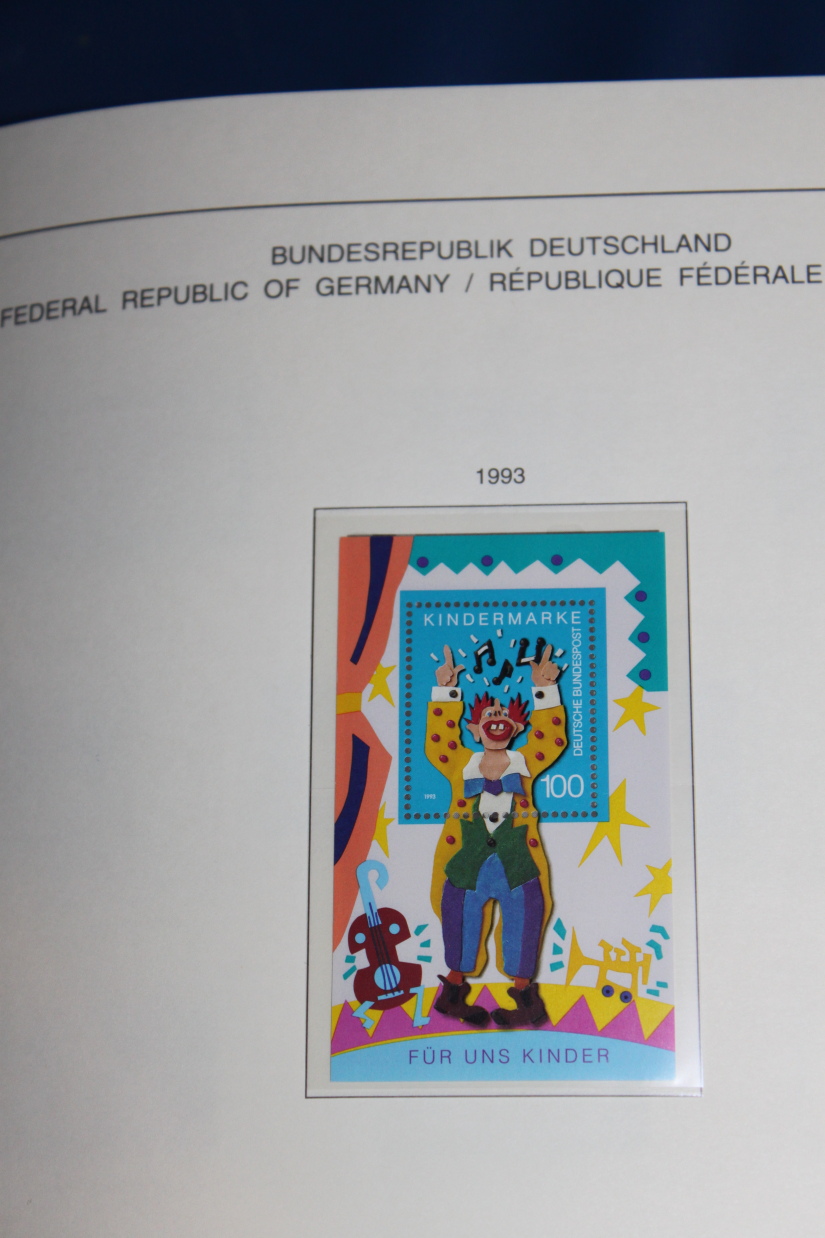 BUNDESREPUBLIK DEUTSCHLAND
FEDERAL REPUBLIC OF GERMANY / RÉPUBLIQUE FÉDÉRALE
1993
KINDERMARKE
DEUTSCHE BUNDESPOST
100
1993
FÜR UNS KINDER